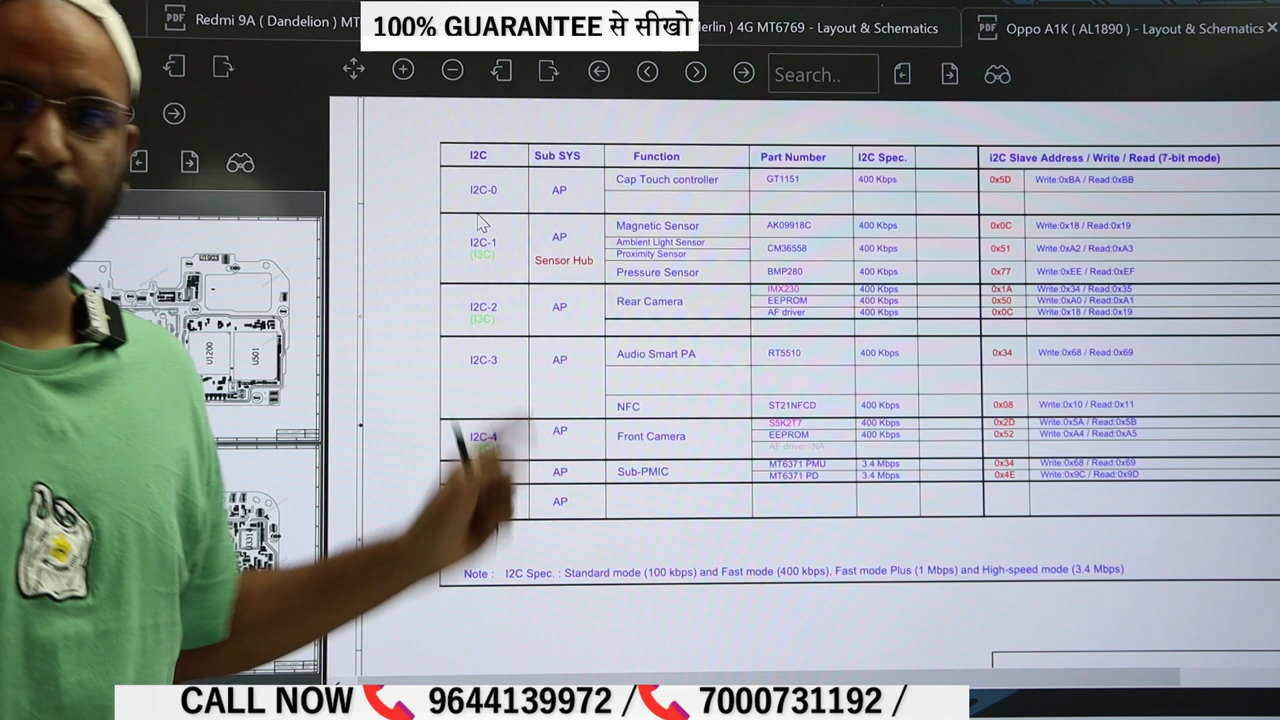 Redmi 9A ( Dandelion ) MT
100% GUARANTEE से सीखो
erlin ) 4G MT6769 - Layout & Schematics
PDF Oppo A1K ( AL1890 ) - Layout & Schematics
PDF
Search..
I2C Sub SYS Function Part Number I2C Spec. I2C Slave Address / Write / Read (7-bit mode)
I2C-0 AP Cap Touch controller GT1151 400 Kbps 0x5D Write:0xBA / Read:0xBB
I2C-1 (I3C) AP Sensor Hub Magnetic Sensor AK09918C 400 Kbps 0x0C Write:0x18 / Read:0x19
Ambient Light Sensor
Proximity Sensor CM36558 400 Kbps 0x51 Write:0xA2 / Read:0xA3
Pressure Sensor BMP280 400 Kbps 0x77 Write:0xEE / Read:0xEF
I2C-2 (I3C) AP Rear Camera IMX230 400 Kbps 0x1A Write:0x34 / Read:0x35
EEPROM 400 Kbps 0x50 Write:0xA0 / Read:0xA1
AF driver 400 Kbps 0x0C Write:0x18 / Read:0x19
I2C-3 AP Audio Smart PA RT5510 400 Kbps 0x34 Write:0x68 / Read:0x69
NFC ST21NFCD 400 Kbps 0x08 Write:0x10 / Read:0x11
I2C-4 AP Front Camera S5K2T7 400 Kbps 0x2D Write:0x5A / Read:0x5B
EEPROM 400 Kbps 0x52 Write:0xA4 / Read:0xA5
AF driver=NA
AP Sub-PMIC MT6371 PMU 3.4 Mbps 0x34 Write:0x68 / Read:0x69
MT6371 PD 3.4 Mbps 0x4E Write:0x9C / Read:0x9D
AP
Note : I2C Spec. : Standard mode (100 kbps) and Fast mode (400 kbps), Fast mode Plus (1 Mbps) and High-speed mode (3.4 Mbps)
U1200
U501
CALL NOW 9644139972 / 7000731192 /